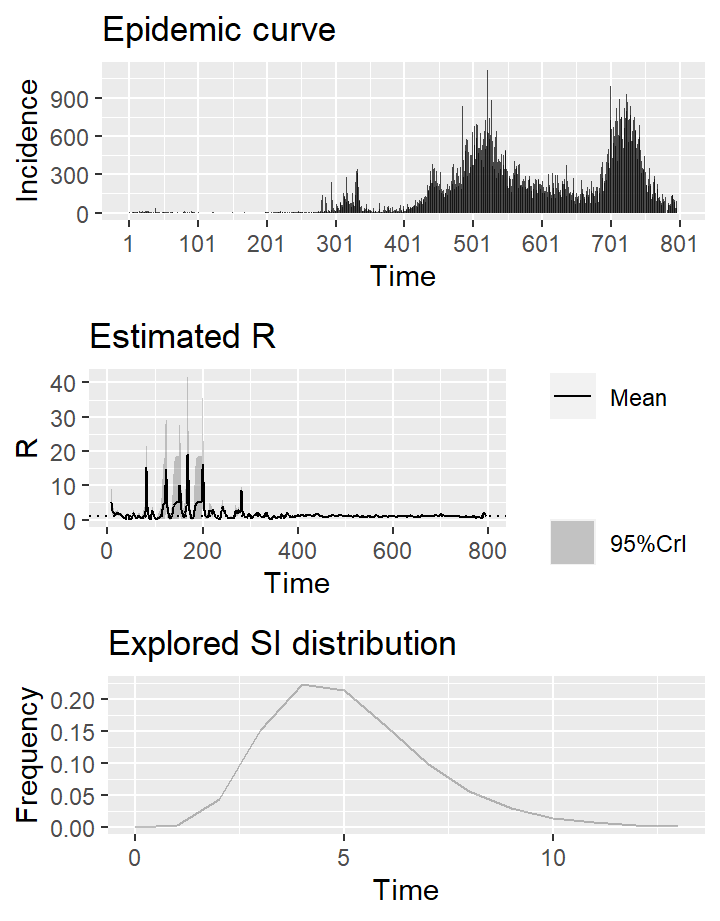 Epidemic curve
Incidence
900
600
300
0
1 101 201 301 401 501 601 701 801
Time
Estimated R
R
40
30
20
10
0
0 200 400 600 800
Time
Mean
95%CrI
Explored SI distribution
Frequency
0.20
0.15
0.10
0.05
0.00
0 5 10
Time